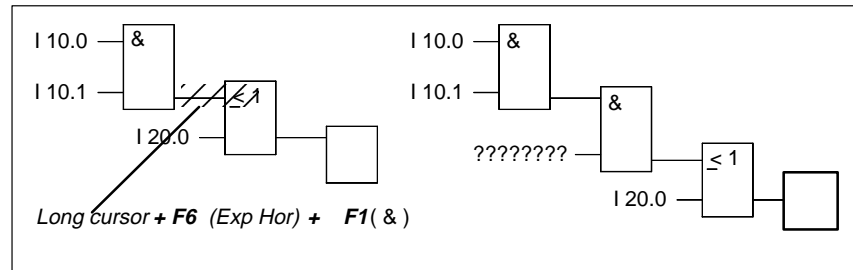 I 10.0
&
I 10.1
≤ 1
I 20.0
Long cursor + F6 (Exp Hor) + F1( & )
I 10.0
&
I 10.1
&
????????
≤ 1
I 20.0